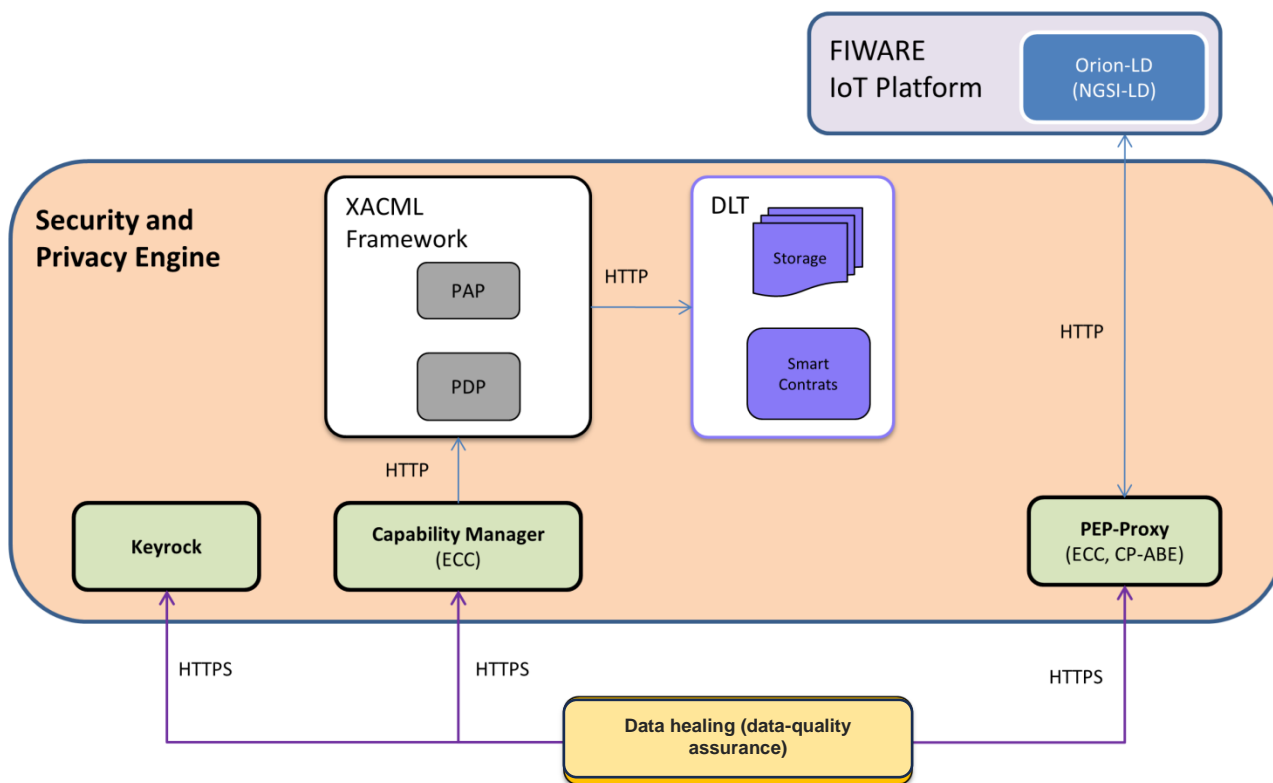 FIWARE
IoT Platform
Orion-LD
(NGSI-LD)
Security and
Privacy Engine
XACML
Framework
PAP
PDP
HTTP
DLT
Storage
Smart
Contrats
HTTP
HTTP
Keyrock
Capability Manager
(ECC)
PEP-Proxy
(ECC, CP-ABE)
HTTPS
HTTPS
HTTPS
Data healing (data-quality
assurance)